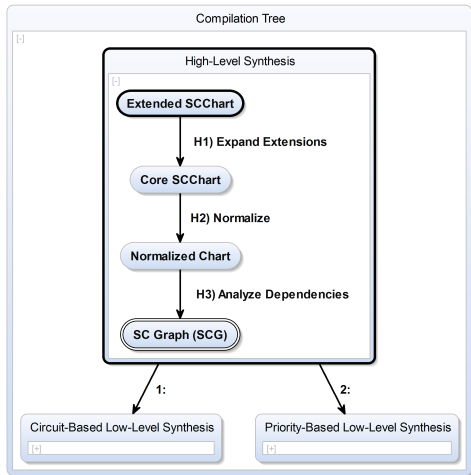 Compilation Tree
[-]
High-Level Synthesis
[-]
Extended SCChart
H1) Expand Extensions
Core SCChart
H2) Normalize
Normalized Chart
H3) Analyze Dependencies
SC Graph (SCG)
1:
2:
Circuit-Based Low-Level Synthesis
[+]
Priority-Based Low-Level Synthesis
[+]